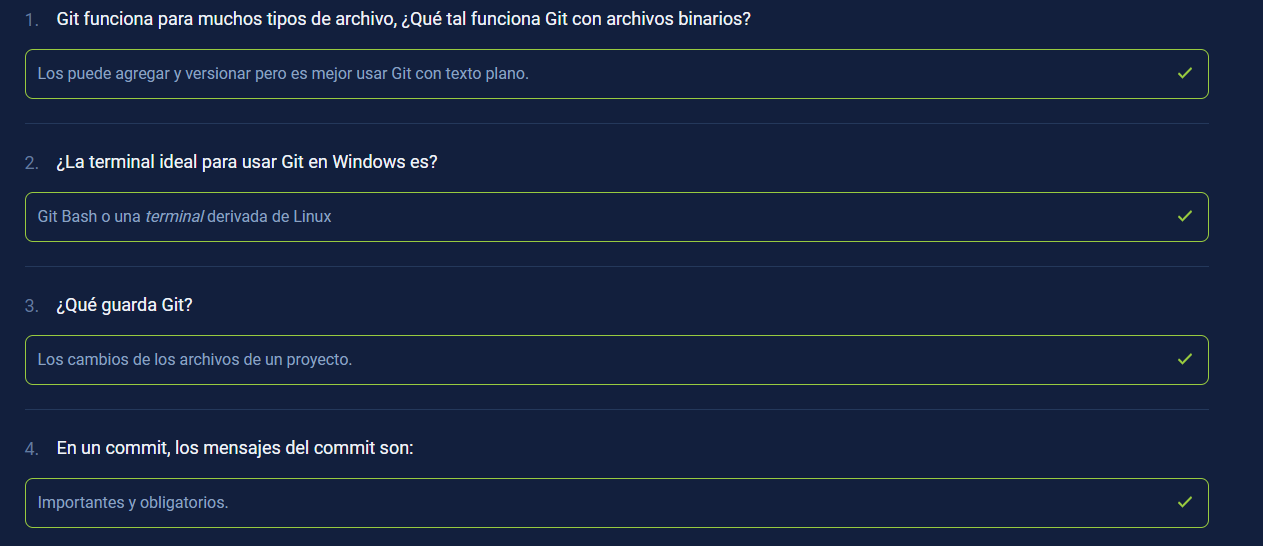 1. Git funciona para muchos tipos de archivo, ¿Qué tal funciona Git con archivos binarios?
Los puede agregar y versionar pero es mejor usar Git con texto plano.
2. ¿La terminal ideal para usar Git en Windows es?
Git Bash o una terminal derivada de Linux
3. ¿Qué guarda Git?
Los cambios de los archivos de un proyecto.
4. En un commit, los mensajes del commit son:
Importantes y obligatorios.